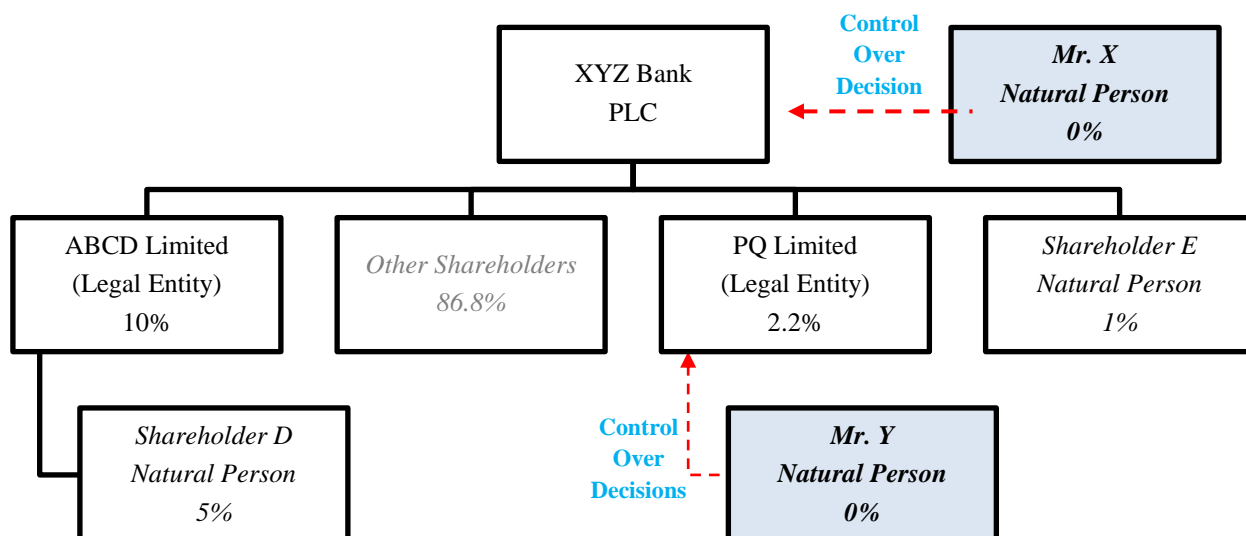 XYZ Bank
PLC
Control
Over
Decision
Mr. X
Natural Person
0%
ABCD Limited
(Legal Entity)
10%
Other Shareholders
86.8%
PQ Limited
(Legal Entity)
2.2%
Shareholder E
Natural Person
1%
Shareholder D
Natural Person
5%
Control
Over
Decisions
Mr. Y
Natural Person
0%